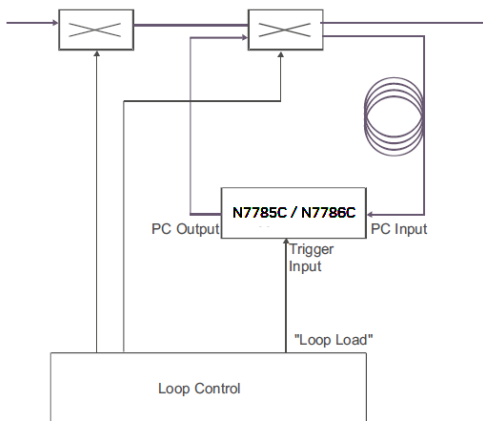 N7785C / N7786C
PC Output
PC Input
Trigger
Input
"Loop Load"
Loop Control